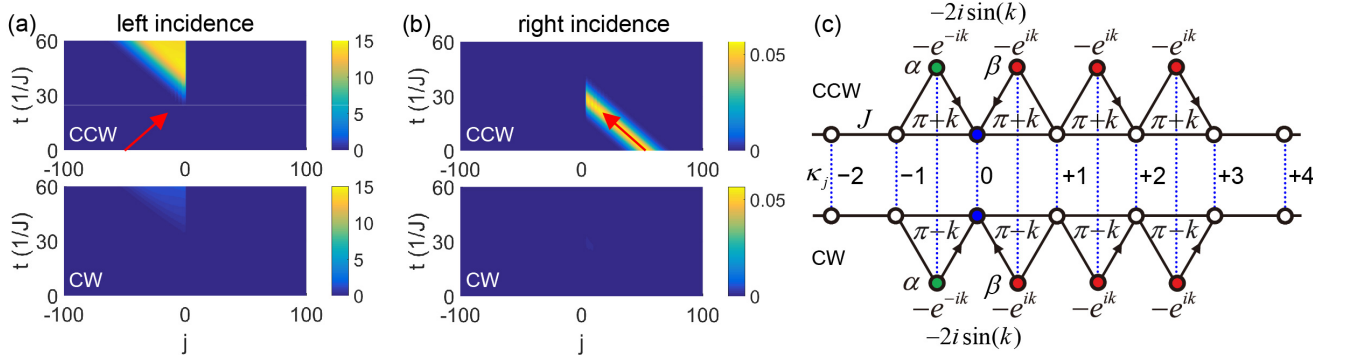 (a) left incidence
60
30
0
t (1/J)
CCW
-100 0 100
15
10
5
0
60
30
0
t (1/J)
CW
-100 0 100
j
15
10
5
0
(b) right incidence
60
30
0
t (1/J)
CCW
-100 0 100
0.05
0
60
30
0
t (1/J)
CW
-100 0 100
j
0.05
0
(c)
−2i sin(k)
−e^{−ik} −e^{ik} −e^{ik} −e^{ik}
α β
CCW
J π+k π+k π+k π+k
κ_j −2 −1 0 +1 +2 +3 +4
π+k π+k π+k π+k
CW
α β
−e^{−ik} −e^{ik} −e^{ik} −e^{ik}
−2i sin(k)